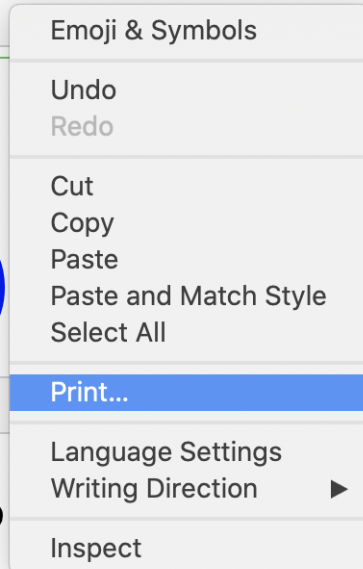 Emoji & Symbols
Undo
Redo
Cut
Copy
Paste
Paste and Match Style
Select All
Print...
Language Settings
Writing Direction
Inspect